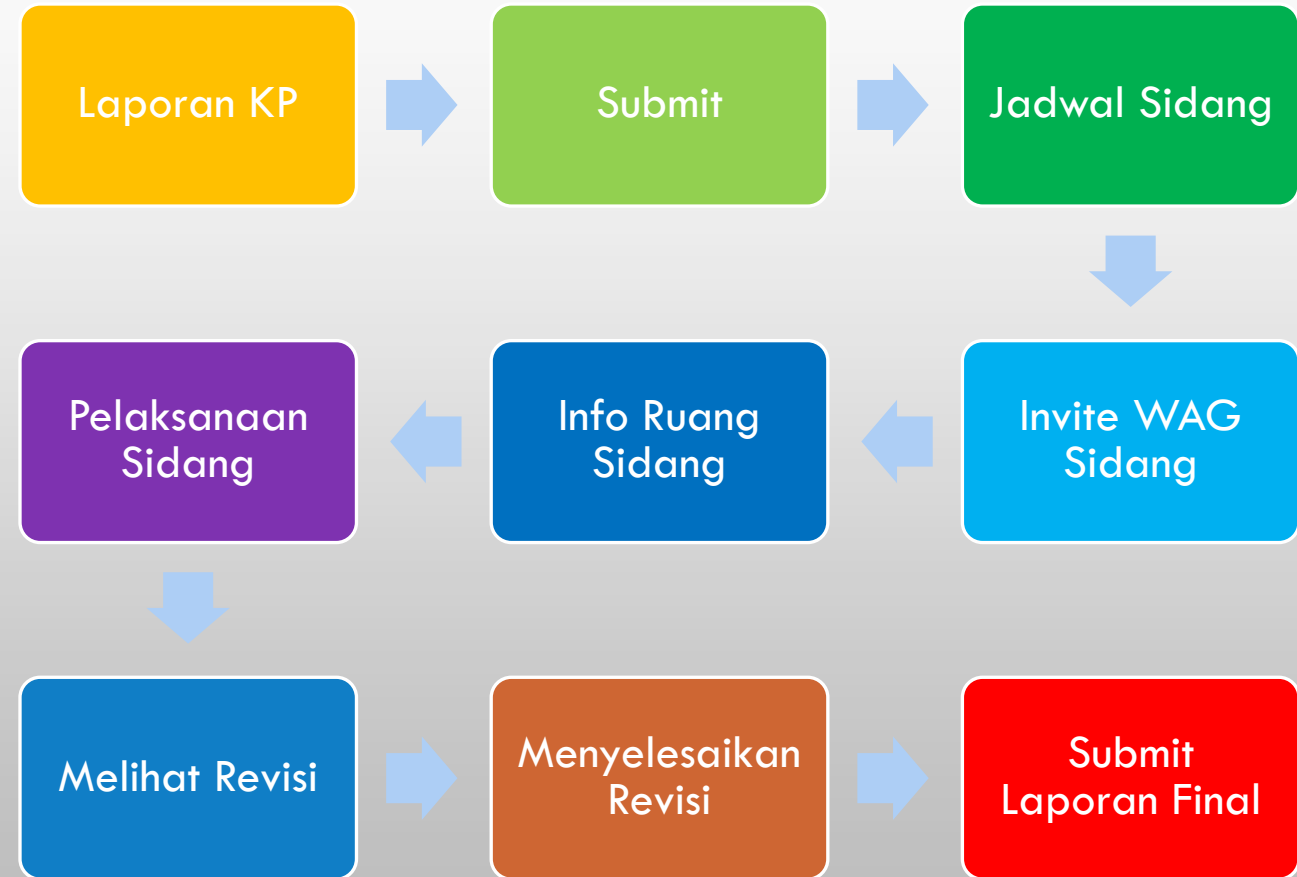 Laporan KP
Submit
Jadwal Sidang
Invite WAG
Sidang
Info Ruang
Sidang
Pelaksanaan
Sidang
Melihat Revisi
Menyelesaikan
Revisi
Submit
Laporan Final